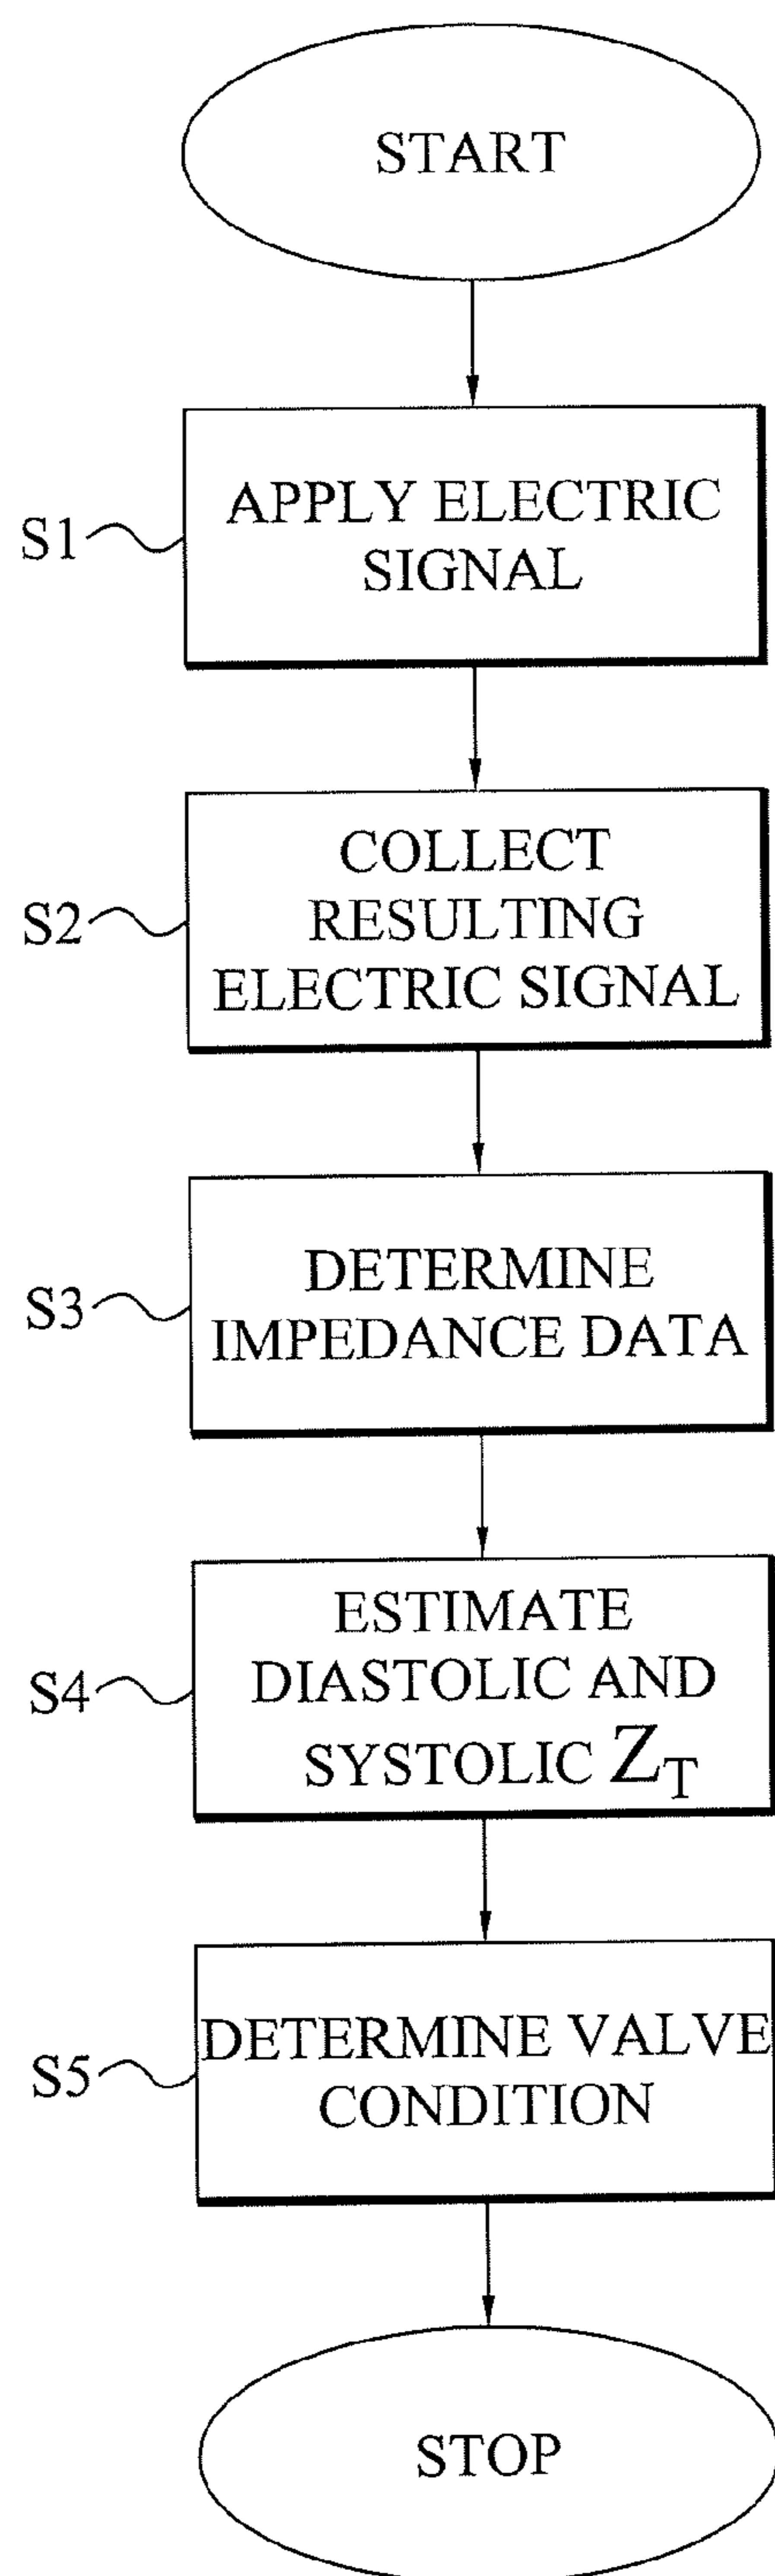 START
S1
APPLY ELECTRIC
SIGNAL
S2
COLLECT
RESULTING
ELECTRIC SIGNAL
S3
DETERMINE
IMPEDANCE DATA
S4
ESTIMATE
DIASTOLIC AND
SYSTOLIC Z_T
S5
DETERMINE VALVE
CONDITION
STOP